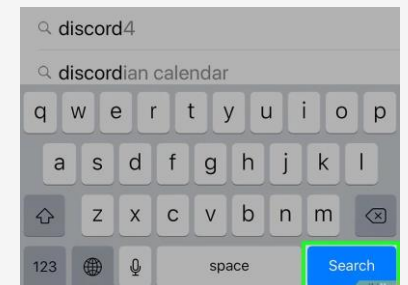 discord4
discordian calendar
q w e r t y u i o p
a s d f g h j k l
z x c v b n m
123 space Search